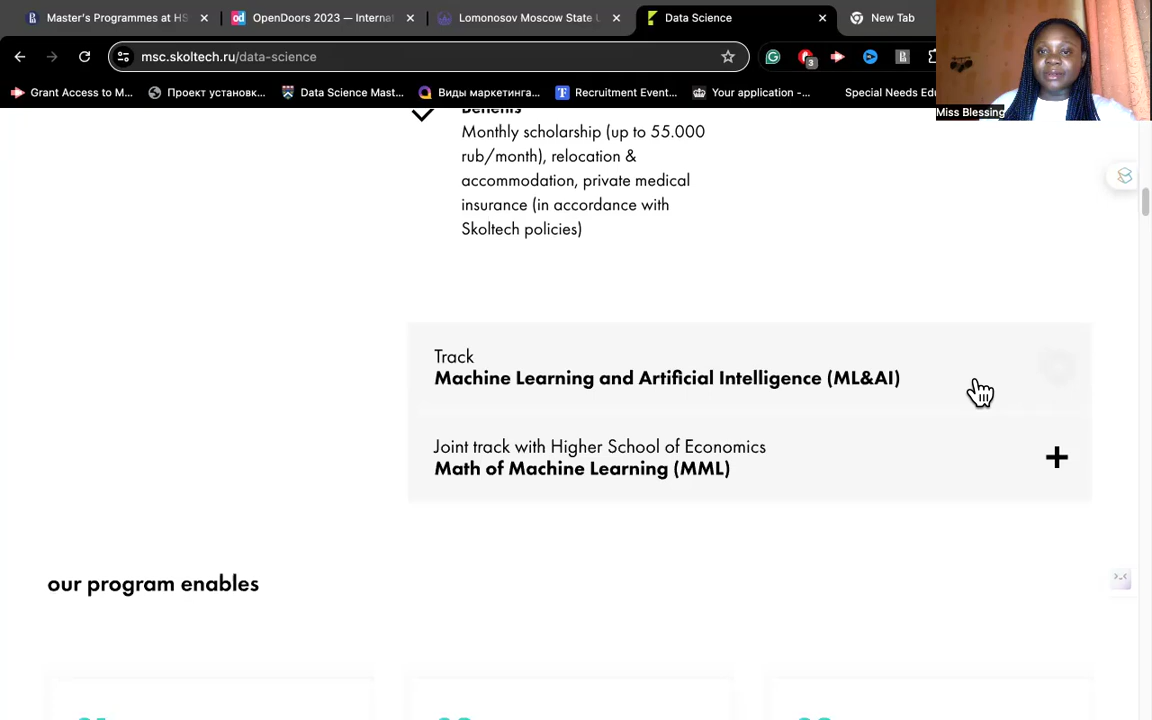 Master's Programmes at HS
OpenDoors 2023 — Interna
Lomonosov Moscow State U
Data Science
New Tab
msc.skoltech.ru/data-science
3
Grant Access to M...
Проект установк...
Data Science Mast...
Виды маркетинга...
Recruitment Event...
Your application -...
Special Needs Edu
Miss Blessing
Benefits
Monthly scholarship (up to 55.000
rub/month), relocation &
accommodation, private medical
insurance (in accordance with
Skoltech policies)
Track
Machine Learning and Artificial Intelligence (ML&AI)
Joint track with Higher School of Economics
Math of Machine Learning (MML)
our program enables